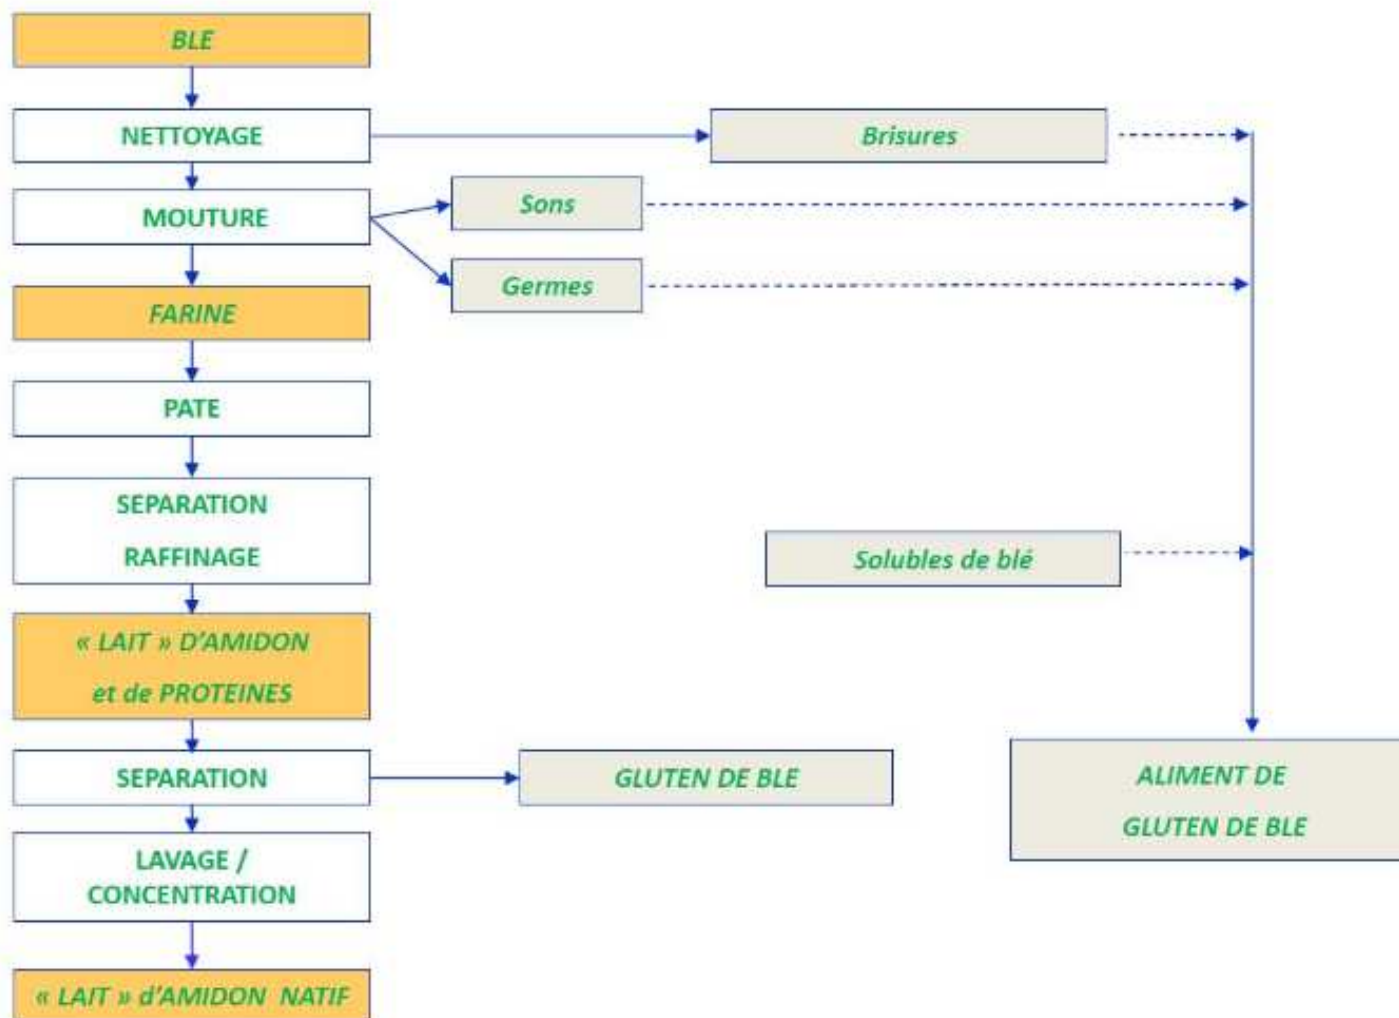 BLE
NETTOYAGE
Brisures
MOUTURE
Sons
Germes
FARINE
PATE
SEPARATION
RAFFINAGE
Solubles de blé
« LAIT » D’AMIDON
et de PROTEINES
SEPARATION
GLUTEN DE BLE
ALIMENT DE
GLUTEN DE BLE
LAVAGE /
CONCENTRATION
« LAIT » d’AMIDON NATIF